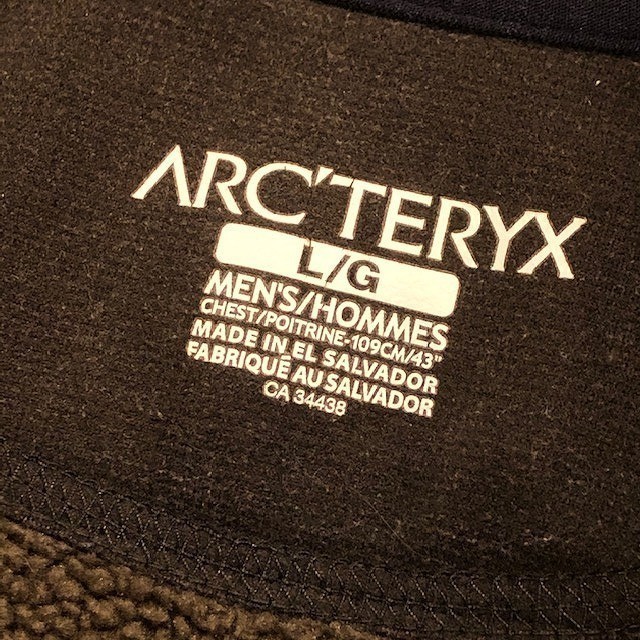 ARC'TERYX
L/G
MEN'S/HOMMES
CHEST/POITRINE-109CM/43"
MADE IN EL SALVADOR
FABRIQUÉ AU SALVADOR
CA 34438